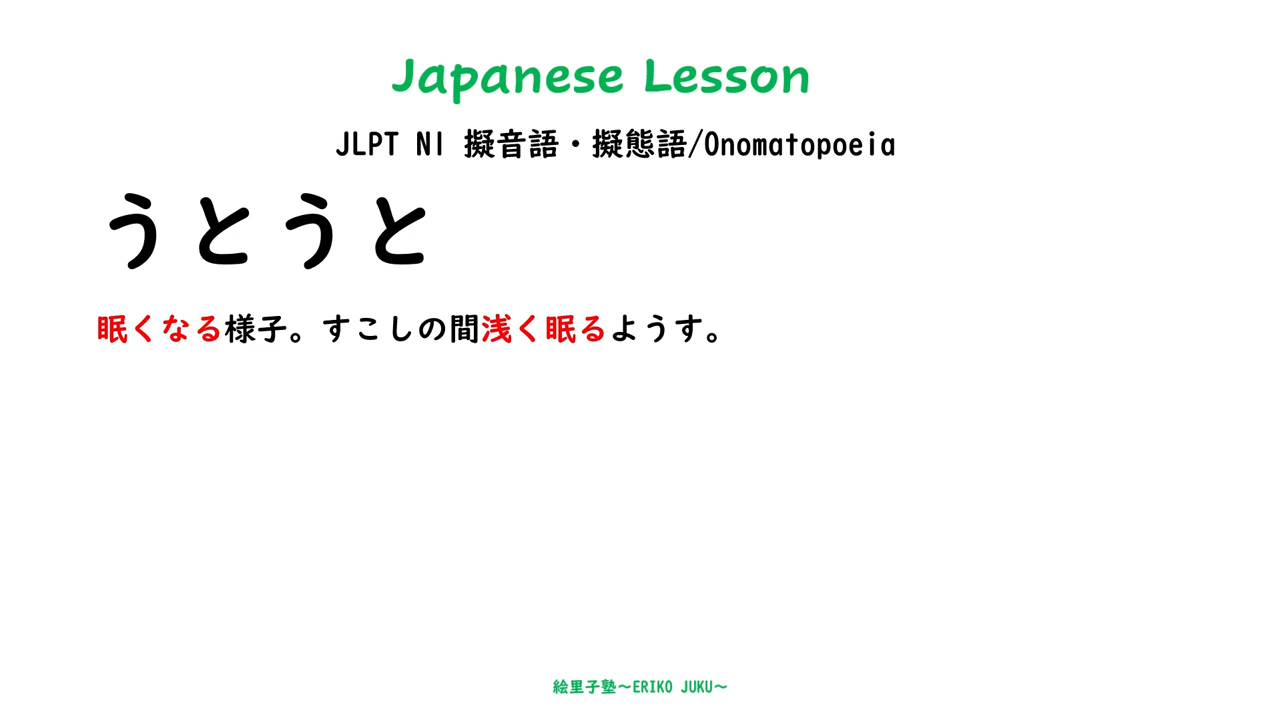 Japanese Lesson
JLPT N1 擬音語・擬態語/Onomatopoeia
うとうと
眠くなる様子。すこしの間浅く眠るようす。
絵里子塾～ERIKO JUKU～